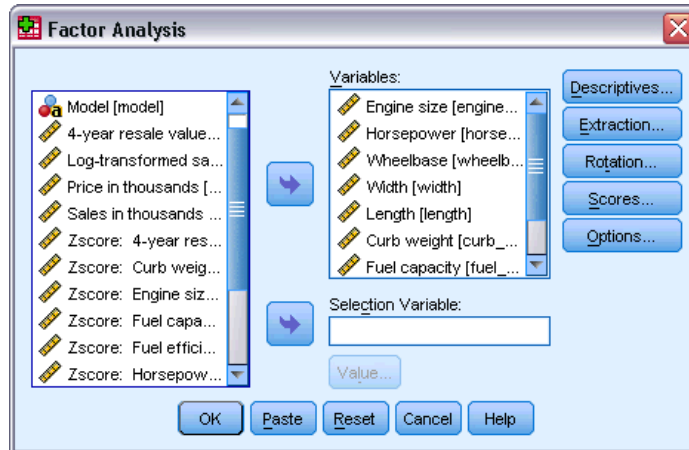 Factor Analysis
Model [model]
4-year resale value...
Log-transformed sa...
Price in thousands [...
Sales in thousands ...
Zscore: 4-year res...
Zscore: Curb weig...
Zscore: Engine siz...
Zscore: Fuel capa...
Zscore: Fuel effici...
Zscore: Horsepow...
Variables:
Engine size [engine...
Horsepower [horse...
Wheelbase [wheelb...
Width [width]
Length [length]
Curb weight [curb_...
Fuel capacity [fuel_...
Selection Variable:
Value...
Descriptives...
Extraction...
Rotation...
Scores...
Options...
OK Paste Reset Cancel Help